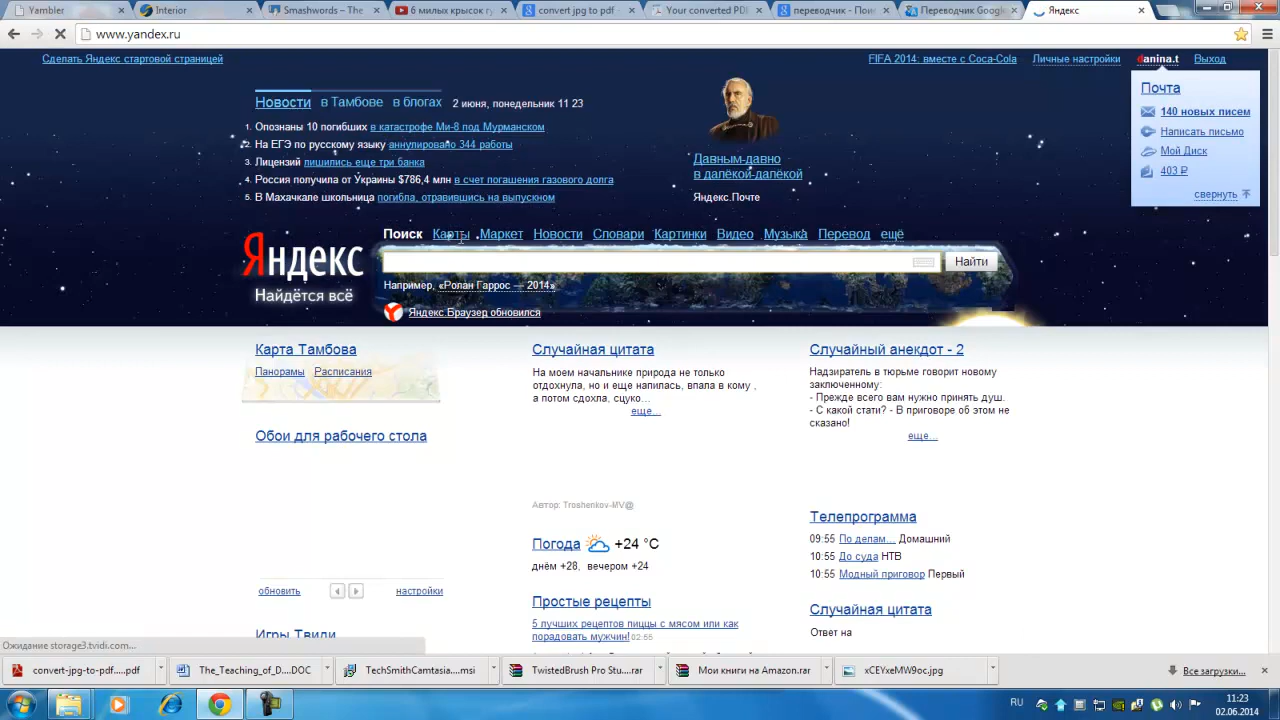 Yambler
Interior
Smashwords – The
6 милых крысок г
convert jpg to pdf -
Your converted PD
переводчик - Пои
Переводчик Google
Яндекс
www.yandex.ru
Сделать Яндекс стартовой страницей
FIFA 2014: вместе с Coca-Cola
Личные настройки
danina.t
Выход
Новости в Тамбове в блогах 2 июня, понедельник 11 23
1. Опознаны 10 погибших в катастрофе Ми-8 под Мурманском
2. На ЕГЭ по русскому языку аннулировано 344 работы
3. Лицензий лишились еще три банка
4. Россия получила от Украины $786,4 млн в счет погашения газового долга
5. В Махачкале школьница погибла, отравившись на выпускном
Давным-давно
в далёкой-далёкой
Яндекс.Почте
Почта
140 новых писем
Написать письмо
Мой Диск
403 Р
свернуть
Поиск Карты Маркет Новости Словари Картинки Видео Музыка Перевод ещё
Яндекс
Найдётся всё
Найти
Например, «Ролан Гаррос — 2014»
Яндекс.Браузер обновился
Карта Тамбова
Панорамы Расписания
Обои для рабочего стола
обновить
настройки
Игры Твиди
Случайная цитата
На моем начальнике природа не только
отдохнула, но и еще напилась, впала в кому ,
а потом сдохла, сцуко...
еще...
Автор: Troshenkov-MV@
Погода +24 °C
днём +28, вечером +24
Простые рецепты
5 лучших рецептов пиццы с мясом или как
порадовать мужчин! 02:55
Случайный анекдот - 2
Надзиратель в тюрьме говорит новому
заключенному:
- Прежде всего вам нужно принять душ.
- С какой стати? - В приговоре об этом не
сказано!
еще...
Телепрограмма
09:55 По делам... Домашний
10:55 До суда НТВ
10:55 Модный приговор Первый
Случайная цитата
Ответ на
Ожидание storage3.tvidi.com...
convert-jpg-to-pdf....pdf
The_Teaching_of_D....DOC
TechSmithCamtasia....msi
TwistedBrush Pro Stu....rar
Мои книги на Amazon.rar
xCEYxeMW9oc.jpg
Все загрузки...
RU
11:23
02.06.2014